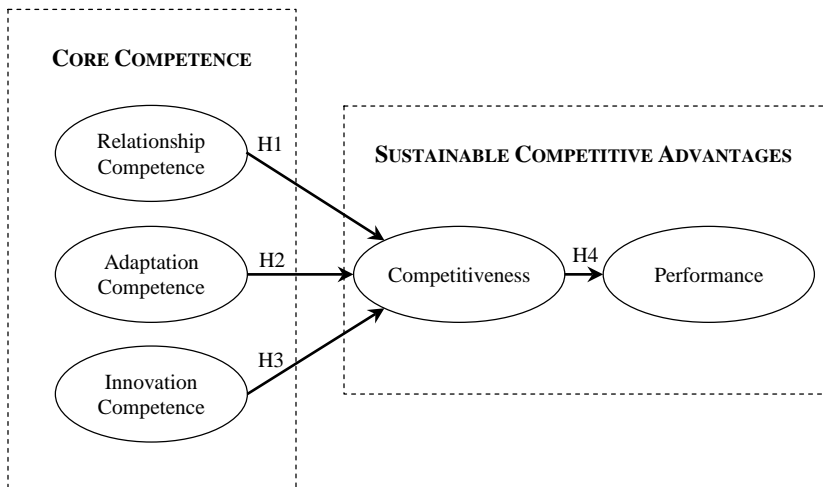 CORE COMPETENCE
Relationship
Competence
H1
SUSTAINABLE COMPETITIVE ADVANTAGES
Adaptation
Competence
H2
Competitiveness
H4
Performance
H3
Innovation
Competence